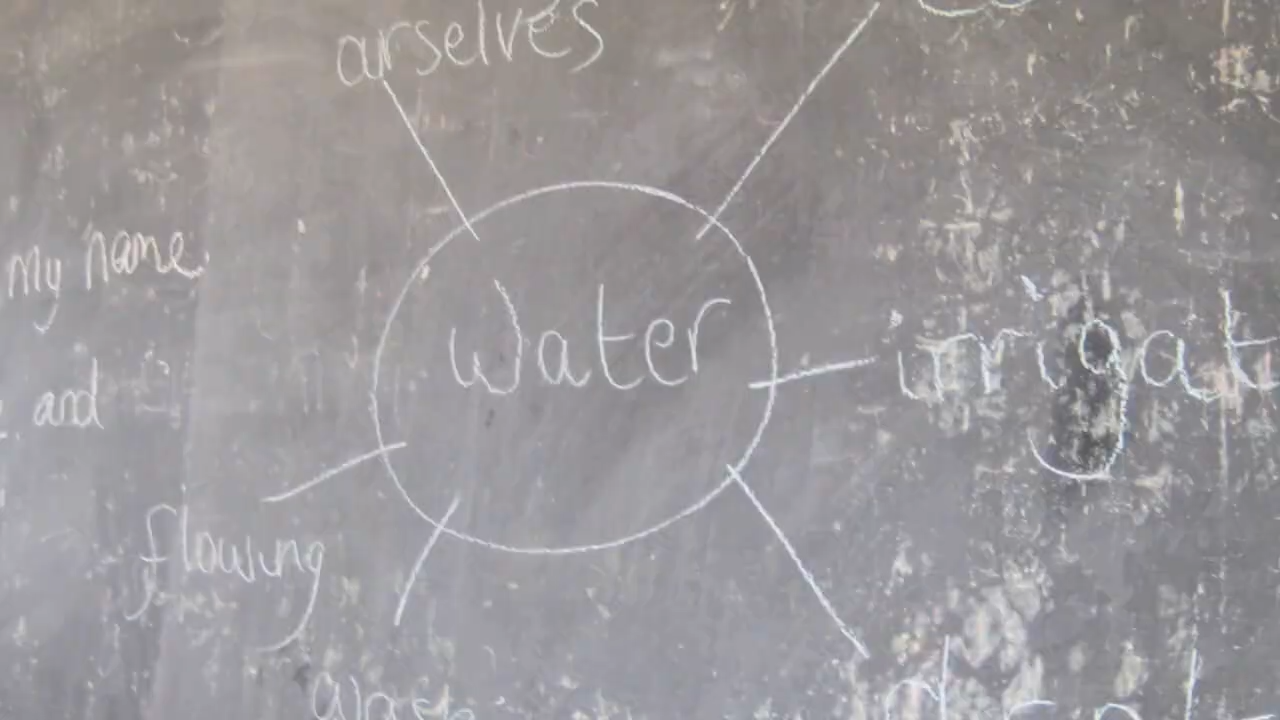 arselves
my name
Water
irrigat
and
flowing